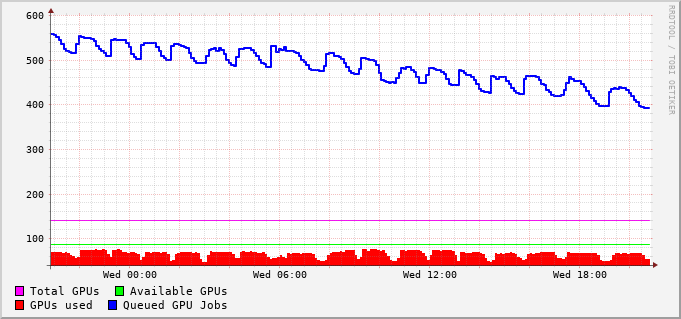 600
500
400
300
200
100
Wed 00:00 Wed 06:00 Wed 12:00 Wed 18:00
Total GPUs Available GPUs
GPUs used Queued GPU Jobs
RRDTOOL / TOBI OETIKER